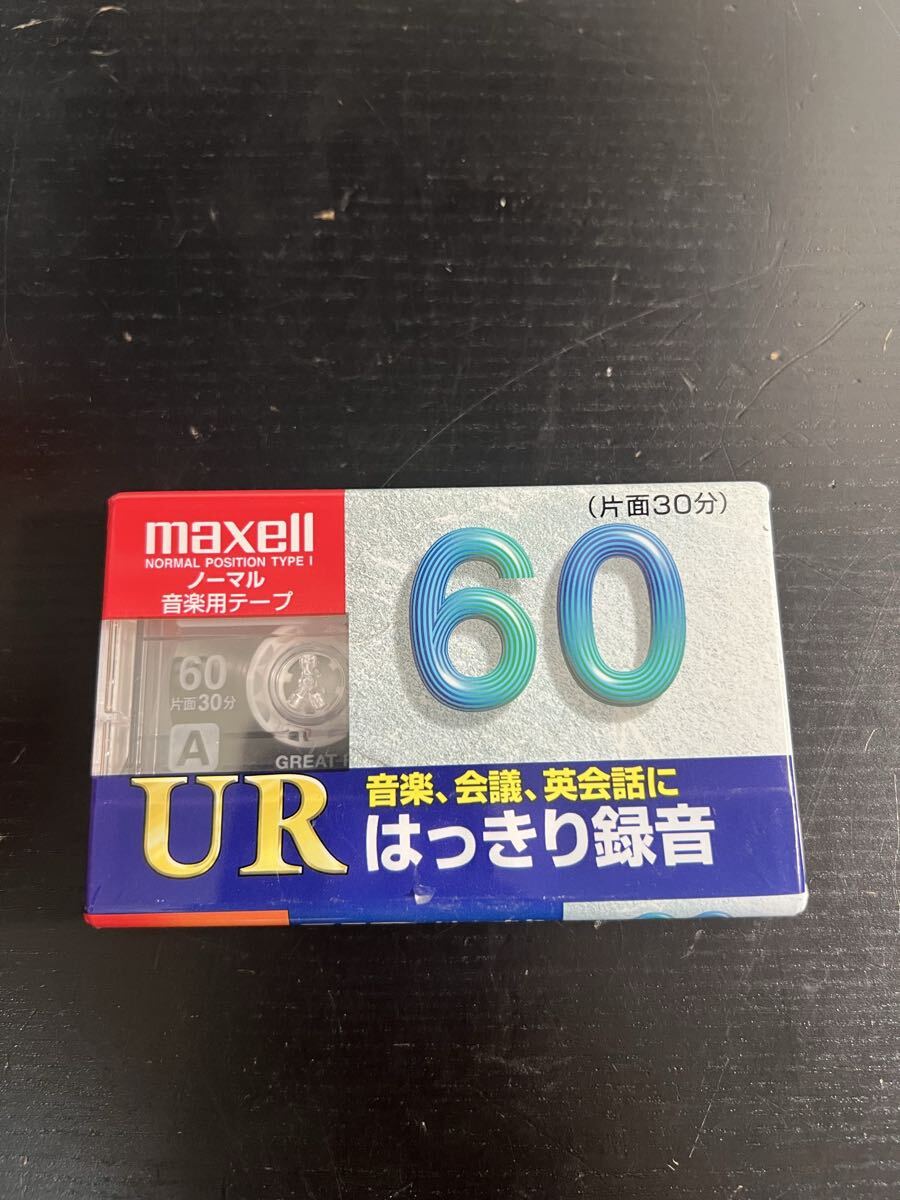 maxell
NORMAL POSITION TYPE I
ノーマル
音楽用テープ
(片面30分)
60
60
片面30分
A
GREAT
UR
音楽、会議、英会話に
はっきり録音